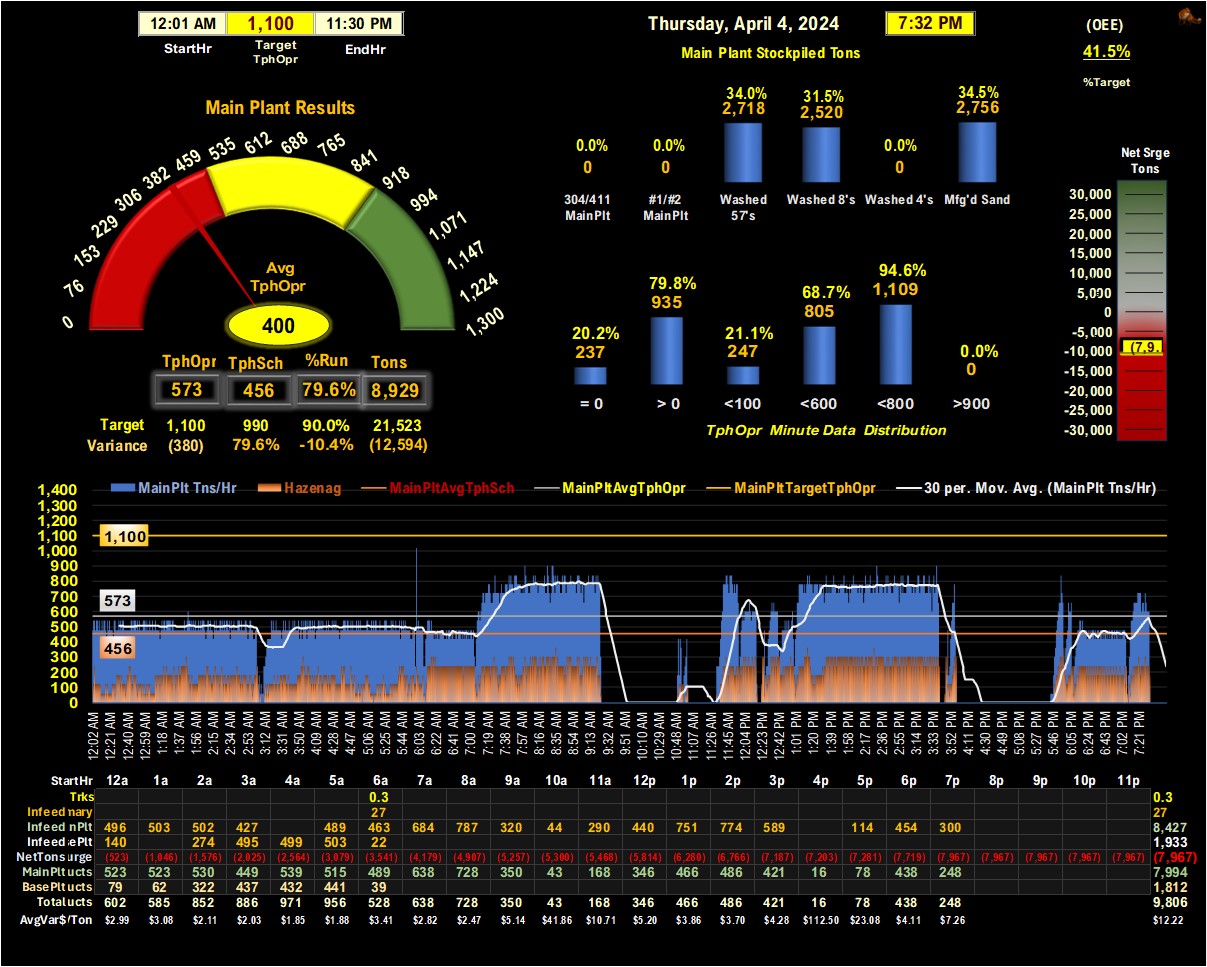 12:01 AM 1,100 11:30 PM
StartHr Target TphOpr EndHr
Thursday, April 4, 2024 7:32 PM
Main Plant Stockpiled Tons
(OEE)
41.5%
%Target
Main Plant Results
0 76 153 229 306 382 459 535 612 688 765 841 918 994 1,071 1,147 1,224 1,300
Avg
TphOpr
400
TphOpr TphSch %Run Tons
573 456 79.6% 8,929
Target 1,100 990 90.0% 21,523
Variance (380) 79.6% -10.4% (12,594)
0.0% 0.0% 34.0% 31.5% 0.0% 34.5%
0 0 2,718 2,520 0 2,756
304/411 MainPlt #1/#2 MainPlt Washed 57's Washed 8's Washed 4's Mfg'd Sand
20.2% 79.8% 21.1% 68.7% 94.6% 0.0%
237 935 247 805 1,109 0
= 0 > 0 <100 <600 <800 >900
TphOpr Minute Data Distribution
Net Srge
Tons
30,000
25,000
20,000
15,000
10,000
5,000
0
-5,000
(7,9.
-10,000
-15,000
-20,000
-25,000
-30,000
MainPlt Tns/Hr Hazenag MainPltAvgTphSch MainPltAvgTphOpr MainPltTargetTphOpr 30 per. Mov. Avg. (MainPlt Tns/Hr)
1,400
1,300
1,200
1,100
1,000
900
800
700
600
500
400
300
200
100
0
1,100
573
456
12:02 AM 12:21 AM 12:40 AM 12:59 AM 1:18 AM 1:37 AM 1:56 AM 2:15 AM 2:34 AM 2:53 AM 3:12 AM 3:31 AM 3:50 AM 4:09 AM 4:28 AM 4:47 AM 5:06 AM 5:25 AM 5:44 AM 6:03 AM 6:22 AM 6:41 AM 7:00 AM 7:19 AM 7:38 AM 7:57 AM 8:16 AM 8:35 AM 8:54 AM 9:13 AM 9:32 AM 9:51 AM 10:10 AM 10:29 AM 10:48 AM 11:07 AM 11:26 AM 11:45 AM 12:04 PM 12:23 PM 12:42 PM 1:01 PM 1:20 PM 1:39 PM 1:58 PM 2:17 PM 2:36 PM 2:55 PM 3:14 PM 3:33 PM 3:52 PM 4:11 PM 4:30 PM 4:49 PM 5:08 PM 5:27 PM 5:46 PM 6:05 PM 6:24 PM 6:43 PM 7:02 PM 7:21 PM
StartHr 12a 1a 2a 3a 4a 5a 6a 7a 8a 9a 10a 11a 12p 1p 2p 3p 4p 5p 6p 7p 8p 9p 10p 11p
Trks 0.3 0.3
Infeed mary 27 27
Infeed nPlt 496 503 502 427 489 463 684 787 320 44 290 440 751 774 589 114 454 300 8,427
Infeed ePlt 140 274 495 499 503 22 1,933
NetTons urge (523) (1,046) (1,576) (2,025) (2,564) (3,079) (3,541) (4,179) (4,907) (5,257) (5,300) (5,468) (5,814) (6,280) (6,766) (7,187) (7,203) (7,281) (7,719) (7,967) (7,967) (7,967) (7,967) (7,967) (7,967)
MainPlt ucts 523 523 530 449 539 515 489 638 728 350 43 168 346 466 486 421 16 78 438 248 7,994
BasePlt ucts 79 62 322 437 432 441 39 1,812
Total ucts 602 585 852 886 971 956 528 638 728 350 43 168 346 466 486 421 16 78 438 248 9,806
AvgVar$/Ton $2.99 $3.08 $2.11 $2.03 $1.85 $1.88 $3.41 $2.82 $2.47 $5.14 $41.86 $10.71 $5.20 $3.86 $3.70 $4.28 $112.50 $23.08 $4.11 $7.26 $12.22